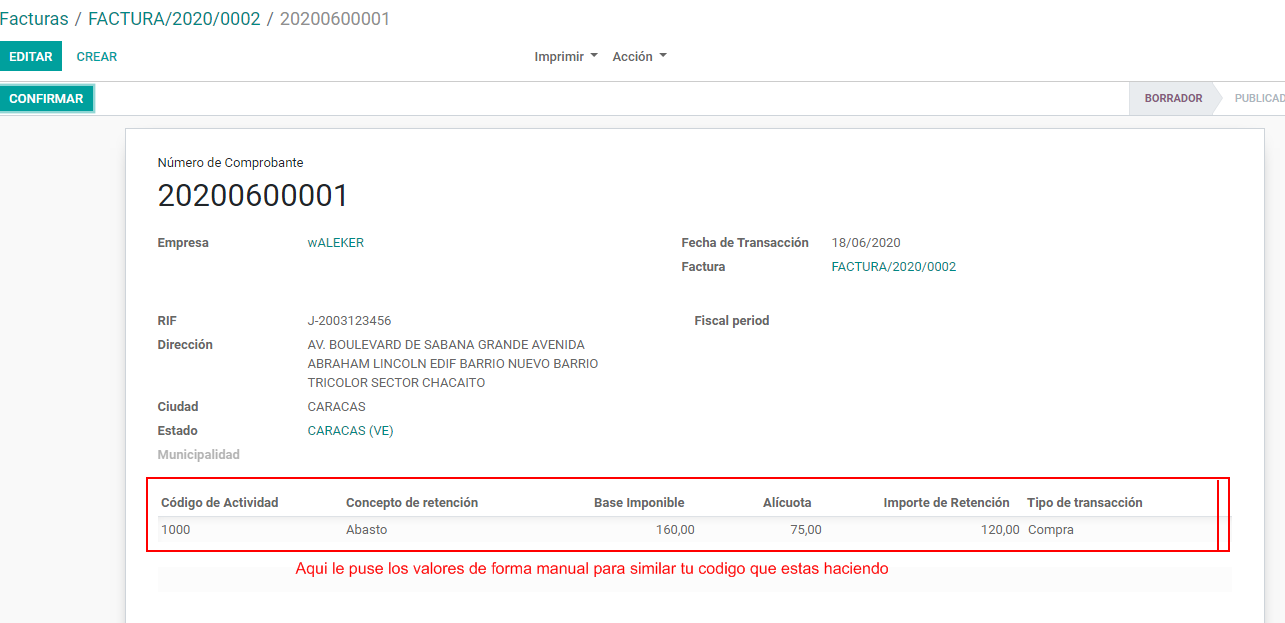 Facturas / FACTURA/2020/0002 / 20200600001
EDITAR CREAR Imprimir Acción
CONFIRMAR BORRADOR PUBLICAD
Número de Comprobante
20200600001
Empresa wALEKER Fecha de Transacción 18/06/2020
Factura FACTURA/2020/0002
RIF J-2003123456 Fiscal period
Dirección AV. BOULEVARD DE SABANA GRANDE AVENIDA
ABRAHAM LINCOLN EDIF BARRIO NUEVO BARRIO
TRICOLOR SECTOR CHACAITO
Ciudad CARACAS
Estado CARACAS (VE)
Municipalidad
Código de Actividad Concepto de retención Base Imponible Alícuota Importe de Retención Tipo de transacción
1000 Abasto 160,00 75,00 120,00 Compra
Aqui le puse los valores de forma manual para similar tu codigo que estas haciendo